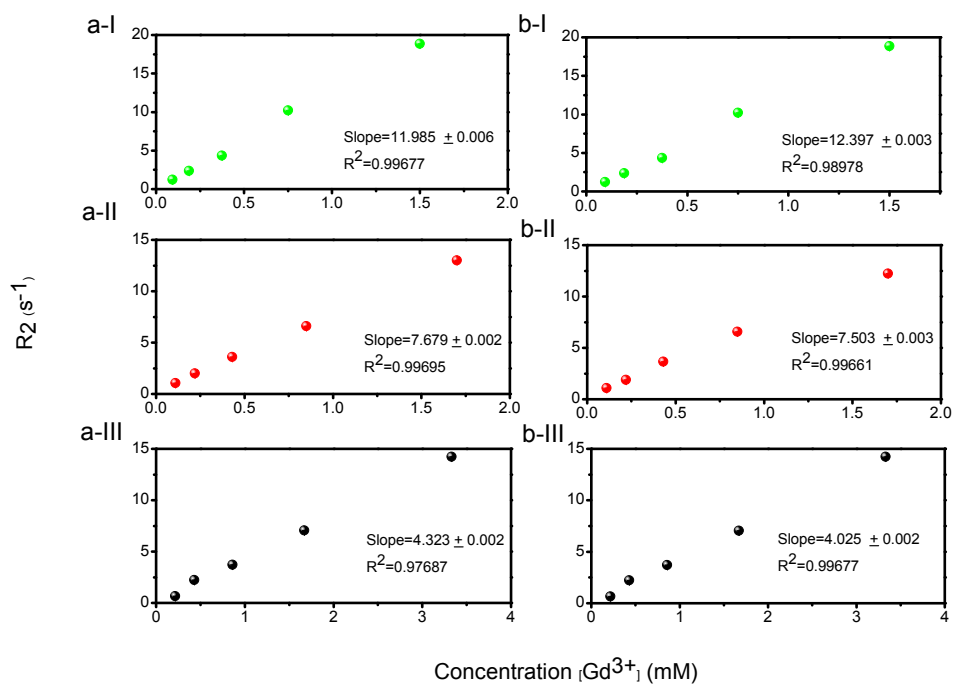 a-I
b-I
20
15
10
5
0
Slope=11.985 ± 0.006
R2=0.99677
0.0 0.5 1.0 1.5 2.0
20
15
10
5
0
Slope=12.397 ± 0.003
R2=0.98978
0.0 0.5 1.0 1.5
a-II
b-II
15
10
5
0
Slope=7.679 ± 0.002
R2=0.99695
0.0 0.5 1.0 1.5 2.0
15
10
5
0
Slope=7.503 ± 0.003
R2=0.99661
0.0 0.5 1.0 1.5 2.0
R2 (s-1)
a-III
b-III
15
10
5
0
Slope=4.323 ± 0.002
R2=0.97687
0 1 2 3 4
15
10
5
0
Slope=4.025 ± 0.002
R2=0.99677
0 1 2 3 4
Concentration [Gd3+] (mM)